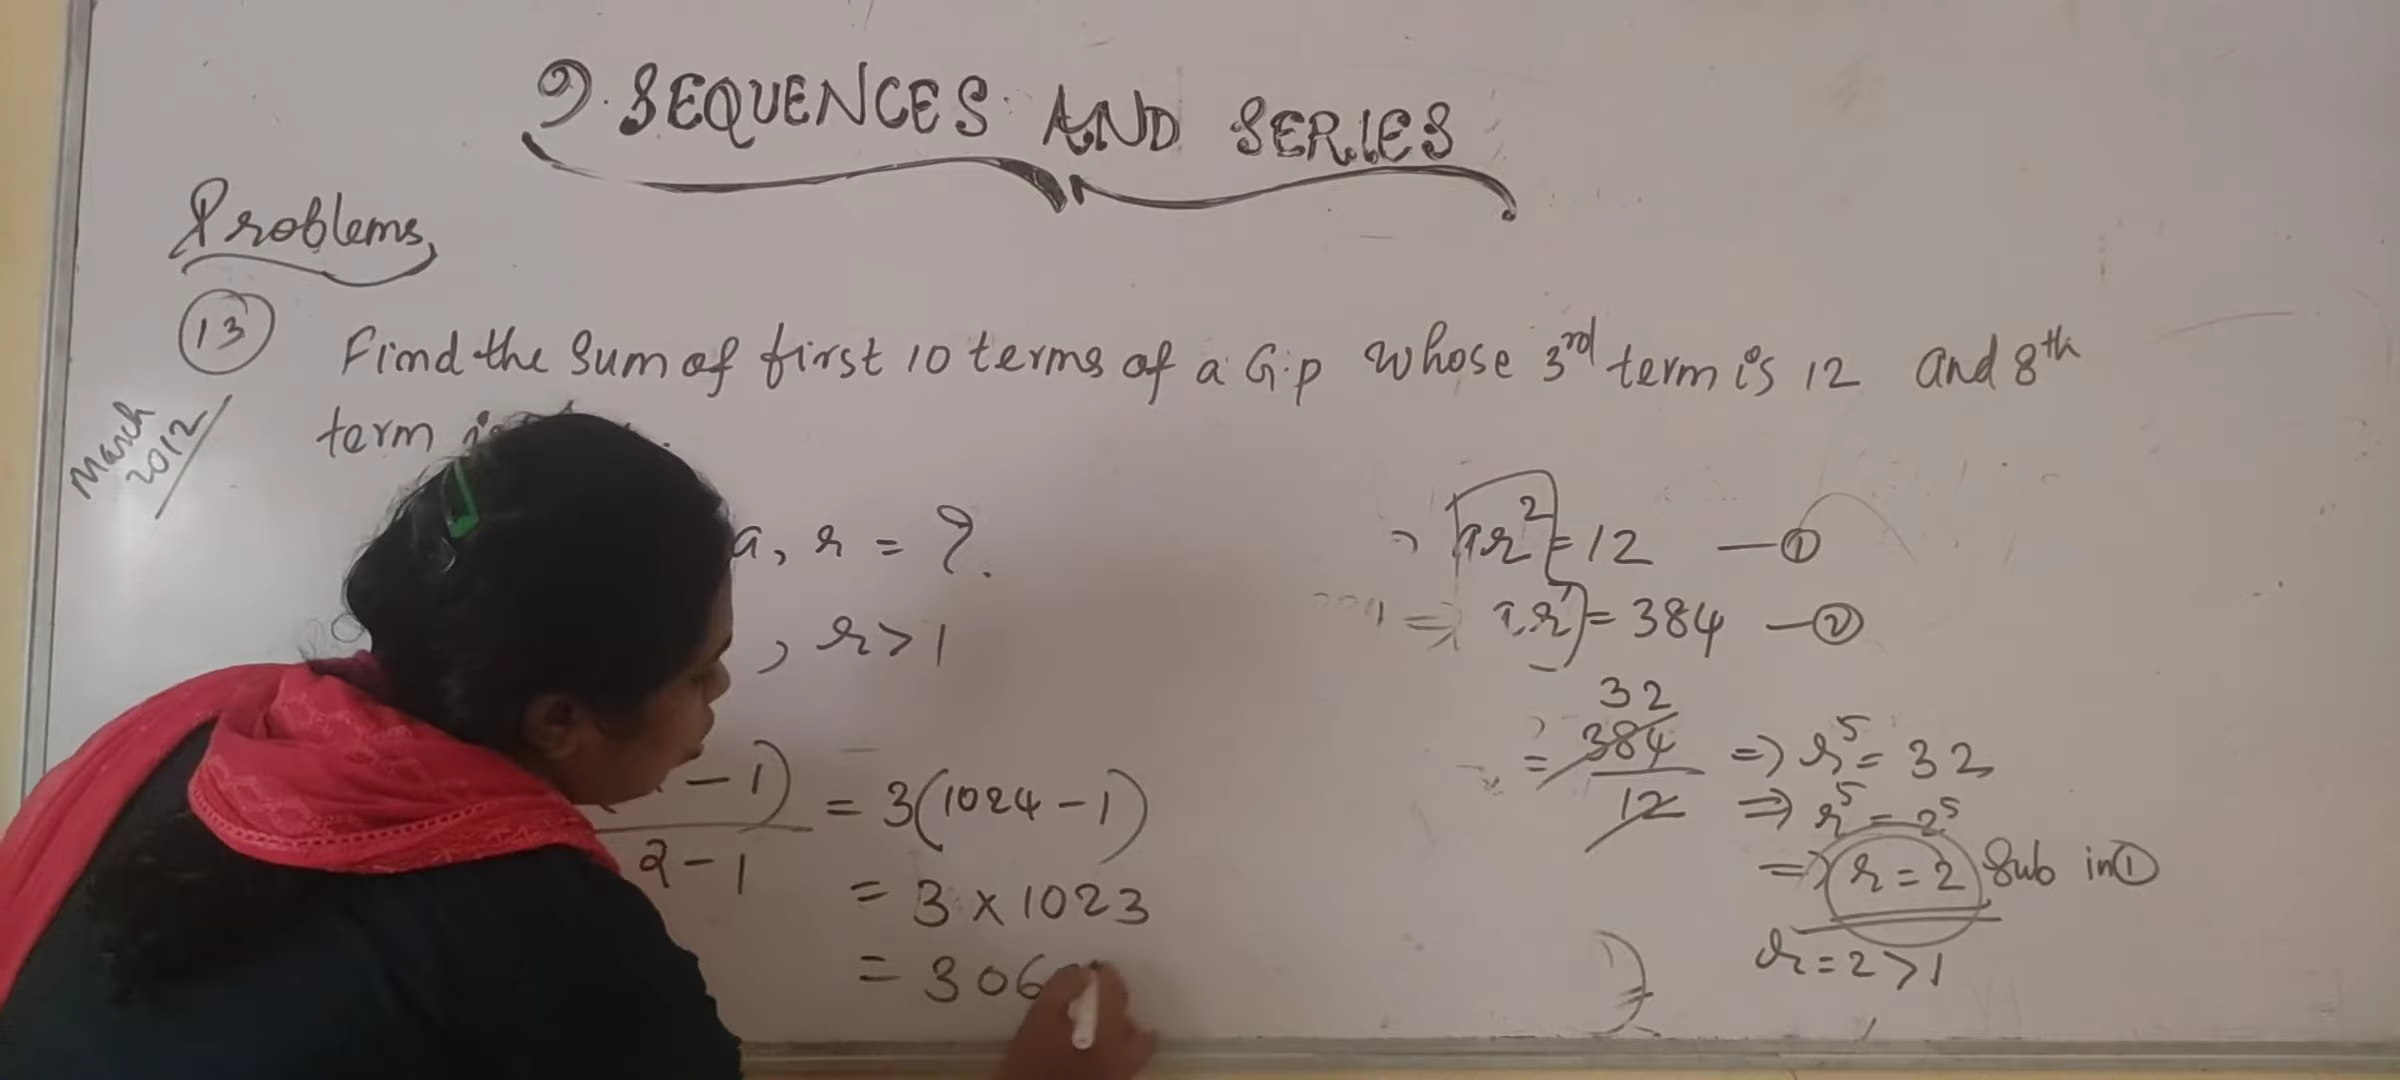 9. SEQUENCES AND SERIES
Problems,
13 Find the Sum of first 10 terms of a G.P whose 3rd term is 12 and 8th
March 2012
term
a, r = ?
, r > 1
- 1)
2 - 1
= 3(1024 - 1)
= 3 x 1023
= 306
ar² = 12 — ①
=> ar⁷ = 384 — ②
32
= 384/12 => r⁵ = 32
=> r⁵ = 2⁵
=> r = 2 Sub in ①
r = 2 > 1